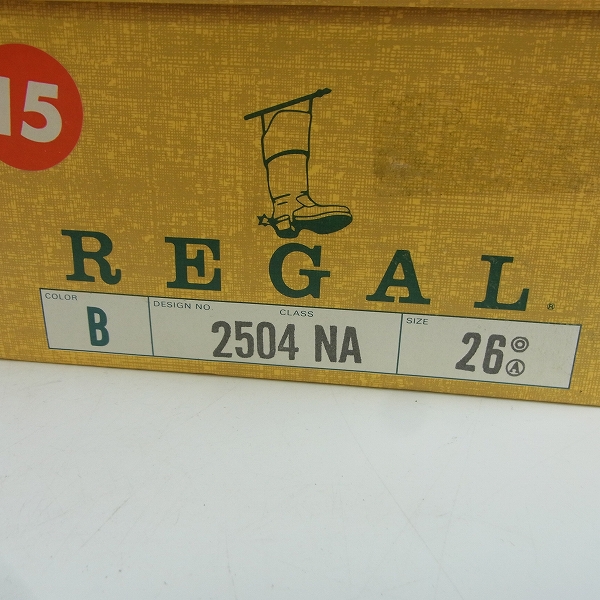 15
REGAL®
COLOR DESIGN NO. CLASS SIZE
B 2504 NA 26 ◎ Ⓐ